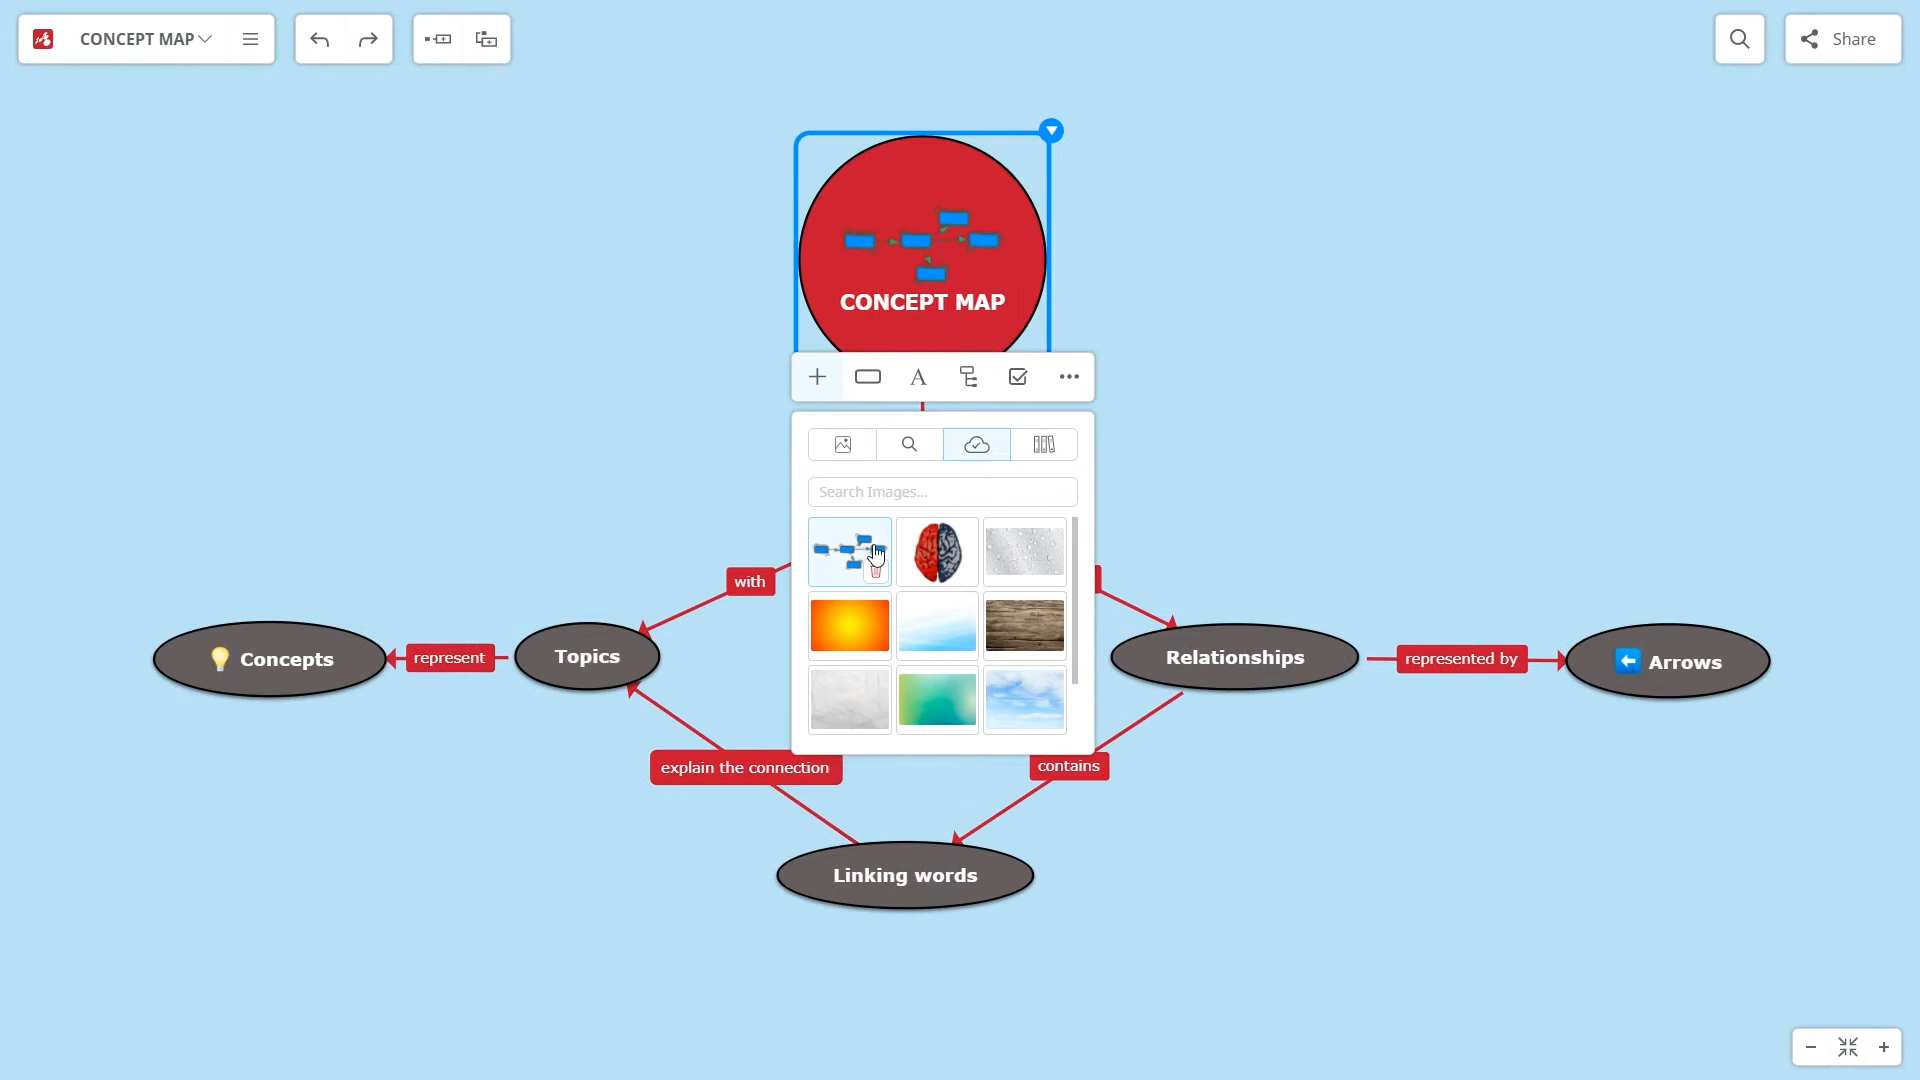 CONCEPT MAP
Share
CONCEPT MAP
Search Images...
with
Concepts
represent
Topics
Relationships
represented by
Arrows
explain the connection
contains
Linking words